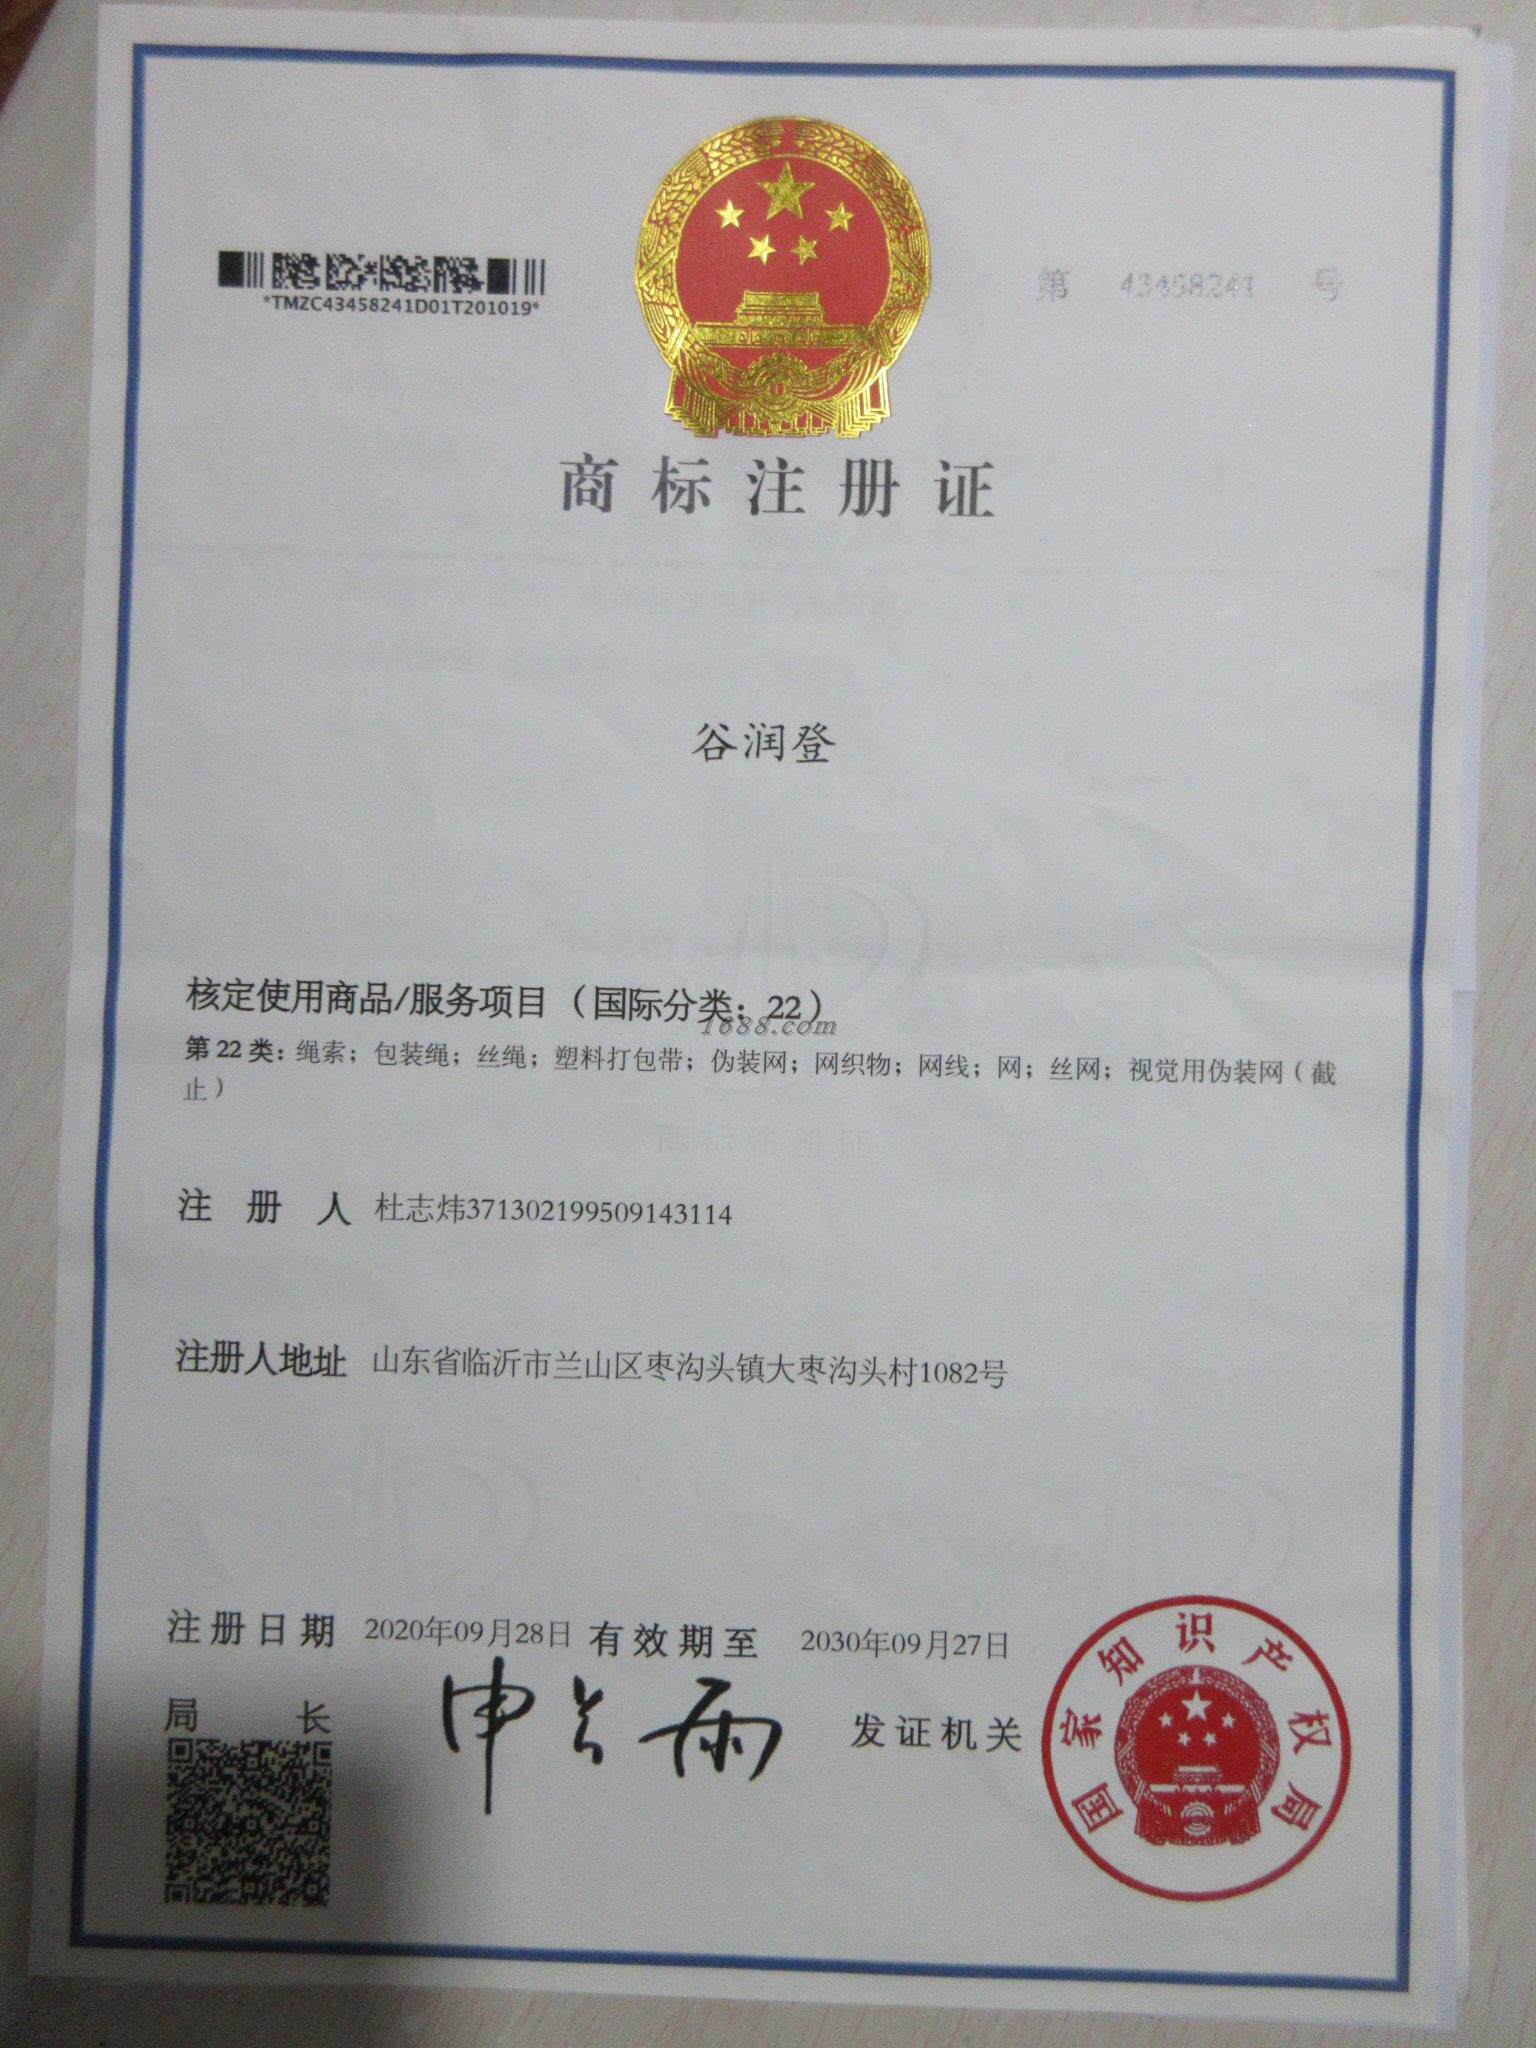 *TMZC43458241D01T201019*
第 43458241 号
商标注册证
谷润登
核定使用商品/服务项目（国际分类：22）
1688.com
第22类：绳索；包装绳；丝绳；塑料打包带；伪装网；网织物；网线；网；丝网；视觉用伪装网（截
止）
注册人 杜志炜371302199509143114
注册人地址 山东省临沂市兰山区枣沟头镇大枣沟头村1082号
注册日期 2020年09月28日 有效期至 2030年09月27日
局长 申长雨 发证机关
国家知识产权局